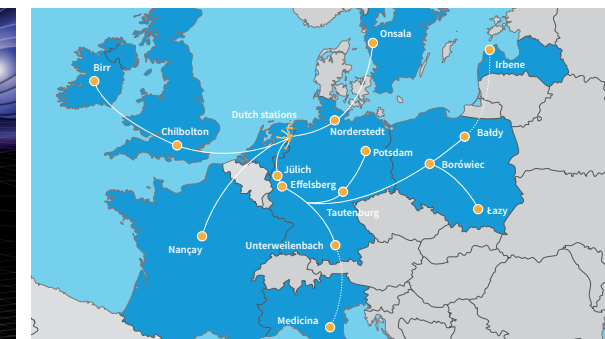 Onsala
Birr
Irbene
Dutch stations
Chilbolton
Norderstedt
Bałdy
Potsdam
Borówiec
Jülich
Effelsberg
Tautenburg
Łazy
Nançay
Unterweilenbach
Medicina